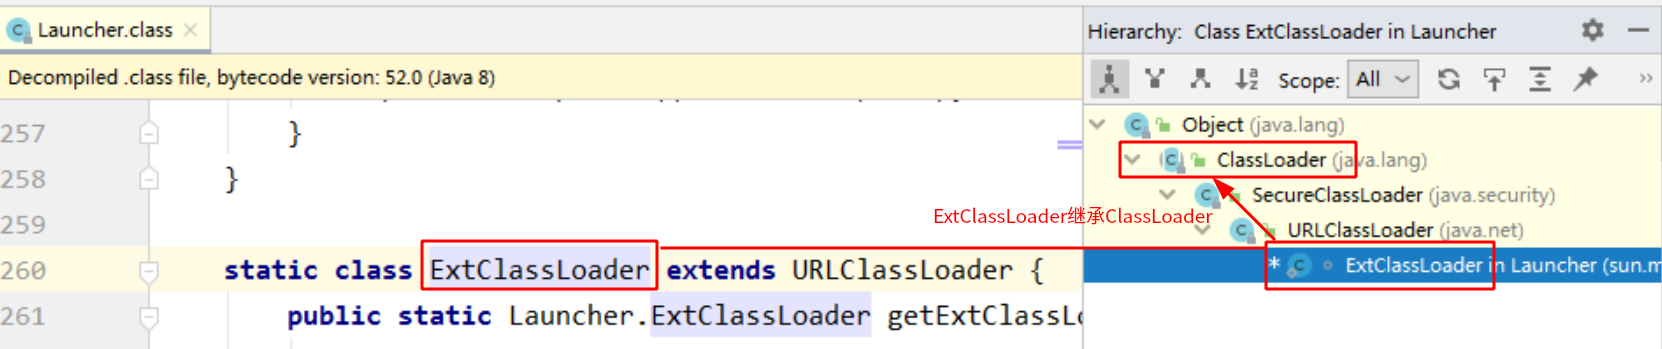 Launcher.class
Decompiled .class file, bytecode version: 52.0 (Java 8)
257 }
258 }
259
260 static class ExtClassLoader extends URLClassLoader {
261 public static Launcher.ExtClassLoader getExtClassL
ExtClassLoader继承ClassLoader
Hierarchy: Class ExtClassLoader in Launcher
Scope: All
Object (java.lang)
ClassLoader (java.lang)
SecureClassLoader (java.security)
URLClassLoader (java.net)
* ExtClassLoader in Launcher (sun.m